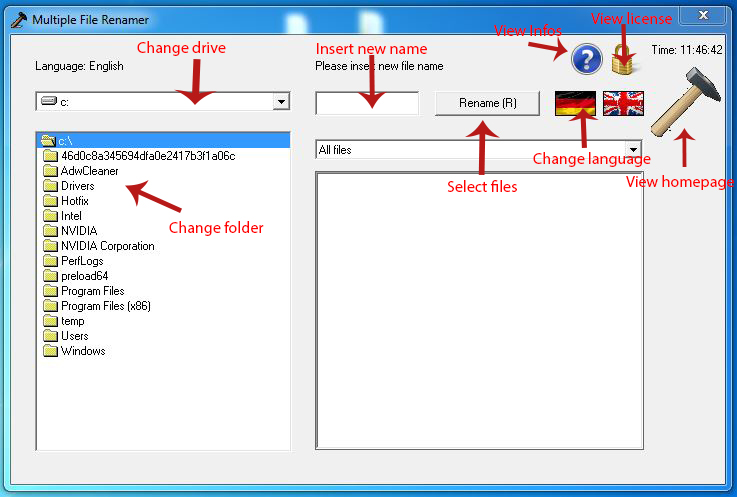 Multiple File Renamer
View license
View Infos
Change drive
Insert new name
Time: 11:46:42
Language: English
Please insert new file name
c:
Rename (R)
All files
Change language
View homepage
Select files
c:\
46d0c8a345694dfa0e2417b3f1a06c
AdwCleaner
Drivers
Hotfix
Intel
NVIDIA
NVIDIA Corporation
PerfLogs
preload64
Program Files
Program Files (x86)
temp
Users
Windows
Change folder